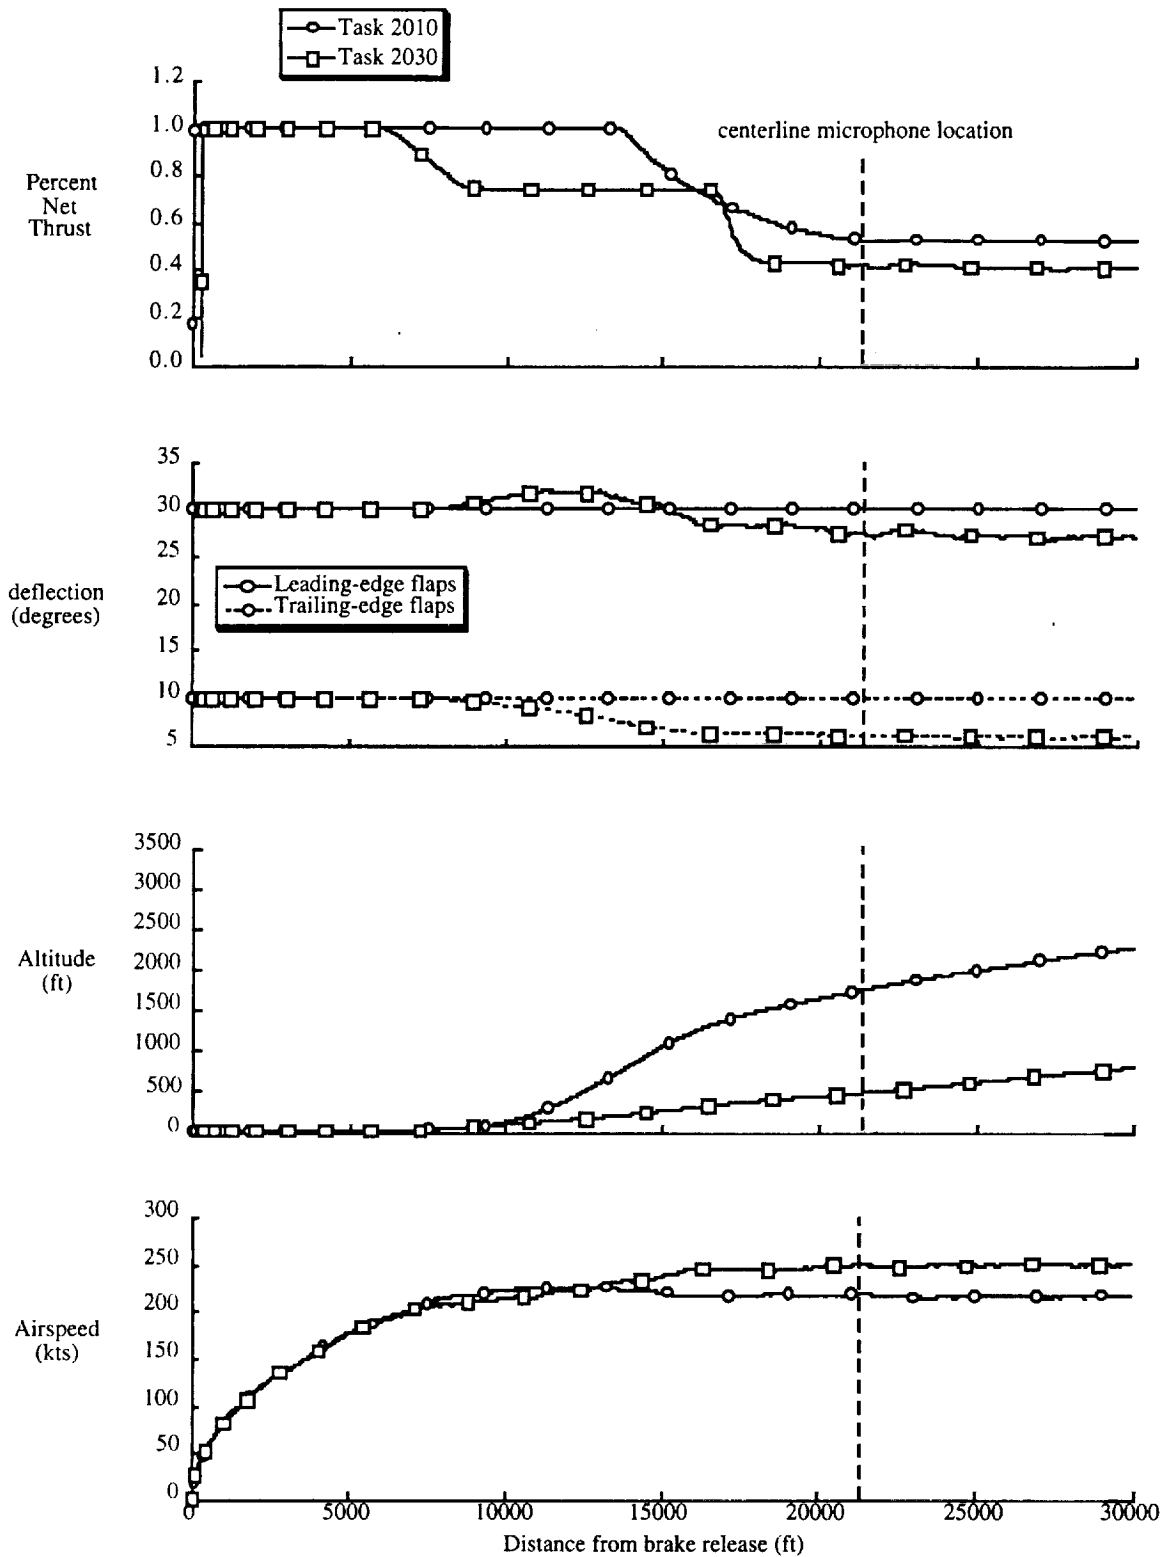 Task 2010
Task 2030
1.2
1.0
0.8
0.6
0.4
0.2
0.0
Percent
Net
Thrust
centerline microphone location
35
30
25
20
15
10
5
deflection
(degrees)
Leading-edge flaps
Trailing-edge flaps
3500
3000
2500
2000
1500
1000
500
0
Altitude
(ft)
300
250
200
150
100
50
0
Airspeed
(kts)
0 5000 10000 15000 20000 25000 30000
Distance from brake release (ft)